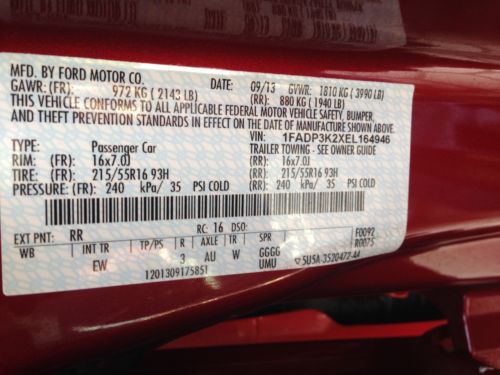 MFD. BY FORD MOTOR CO.
DATE: 09/13 GVWR: 1810 KG ( 3990 LB)
GAWR: (FR): 972 KG ( 2143 LB) (RR): 880 KG ( 1940 LB)
THIS VEHICLE CONFORMS TO ALL APPLICABLE FEDERAL MOTOR VEHICLE SAFETY, BUMPER,
AND THEFT PREVENTION STANDARDS IN EFFECT ON THE DATE OF MANUFACTURE SHOWN ABOVE.
VIN: 1FADP3K2XEL164946
TYPE: Passenger Car TRAILER TOWING - SEE OWNER GUIDE
RIM: (FR): 16x7.0J (RR): 16x7.0J
TIRE: (FR): 215/55R16 93H (RR): 215/55R16 93H
PRESSURE: (FR): 240 kPa/ 35 PSI COLD (RR): 240 kPa/ 35 PSI COLD
EXT PNT: RR RC: 16 DSO: F0092
WB INT TR TP/PS R AXLE TR SPR R0075
EW 3 AU W GGGG
UMU
1201309175851 5U5A-3520472-AA